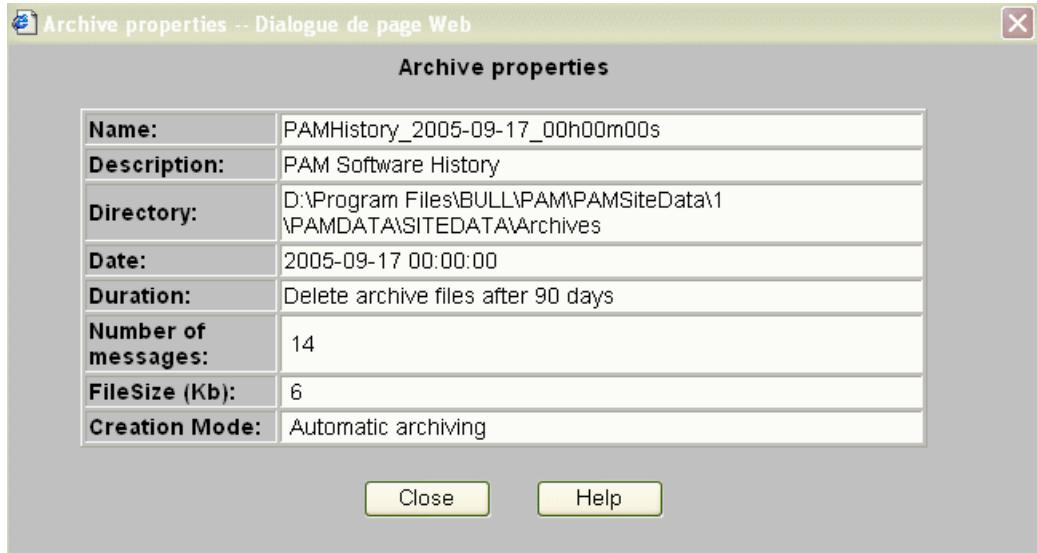 Archive properties -- Dialogue de page Web
Archive properties
Name: PAMHistory_2005-09-17_00h00m00s
Description: PAM Software History
Directory: D:\Program Files\BULL\PAM\PAMSiteData\1
\PAMDATA\SITEDATA\Archives
Date: 2005-09-17 00:00:00
Duration: Delete archive files after 90 days
Number of
messages: 14
FileSize (Kb): 6
Creation Mode: Automatic archiving
Close Help